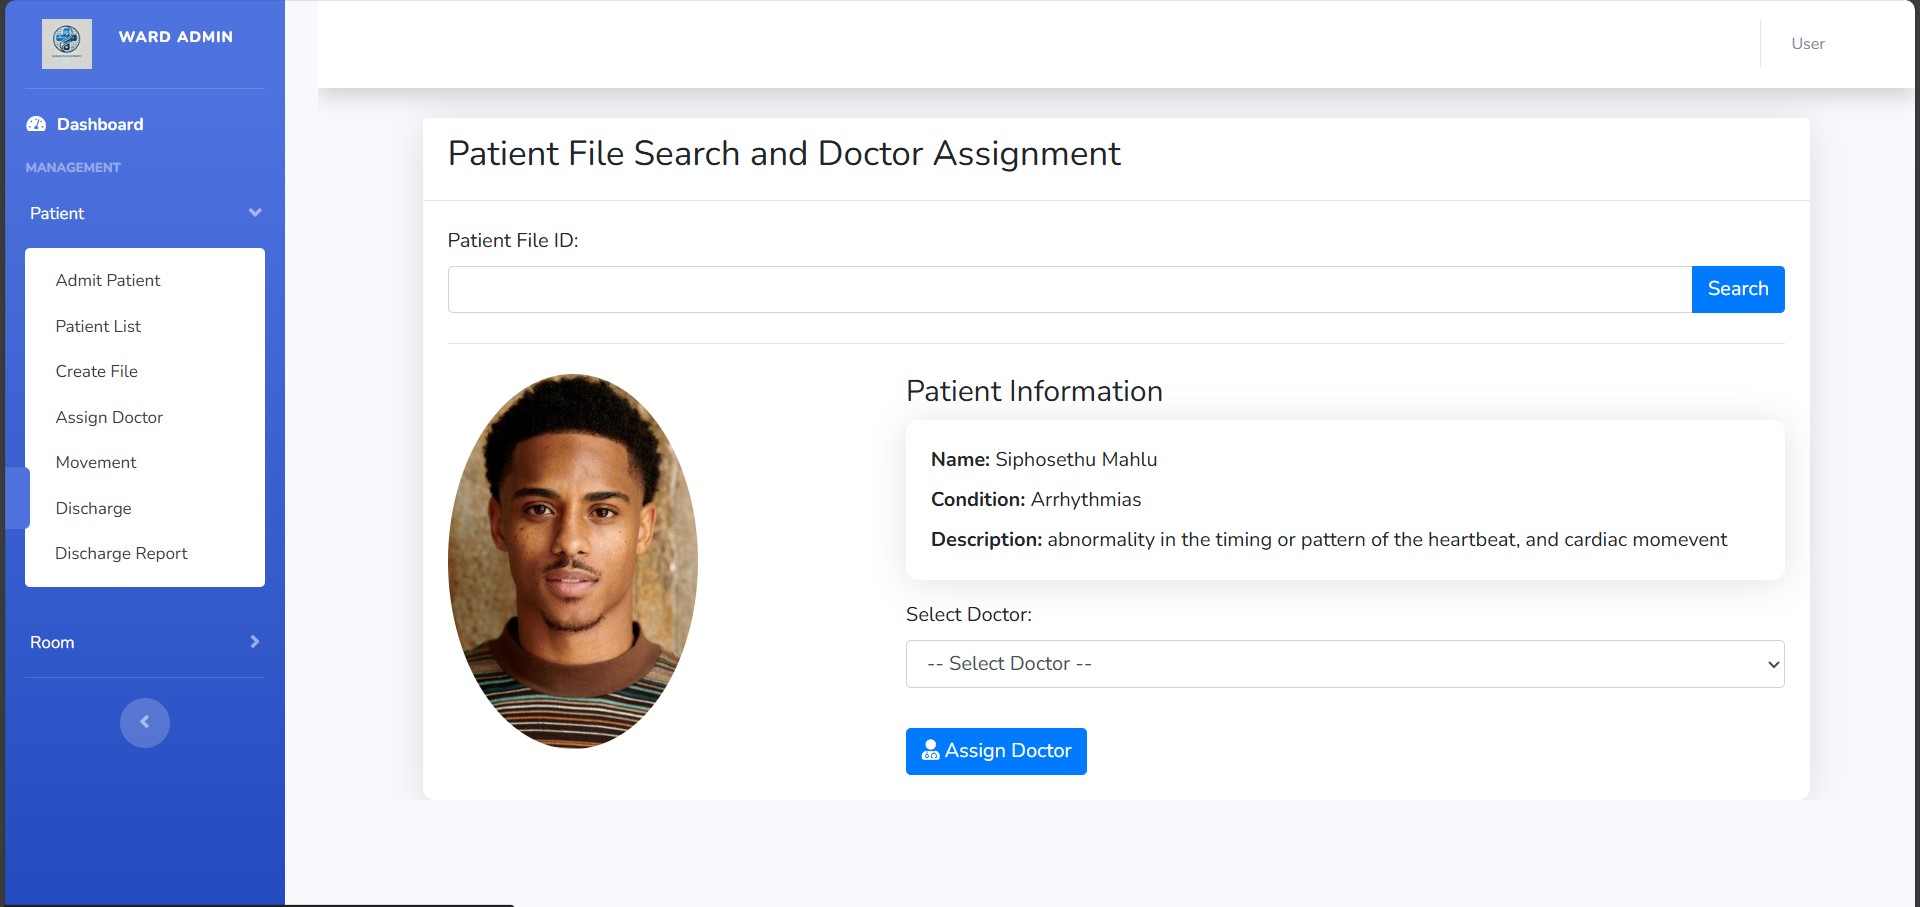 WARD ADMIN
User
Dashboard
MANAGEMENT
Patient
Admit Patient
Patient List
Create File
Assign Doctor
Movement
Discharge
Discharge Report
Room
Patient File Search and Doctor Assignment
Patient File ID:
Search
Patient Information
Name: Siphosethu Mahlu
Condition: Arrhythmias
Description: abnormality in the timing or pattern of the heartbeat, and cardiac momevent
Select Doctor:
-- Select Doctor --
Assign Doctor